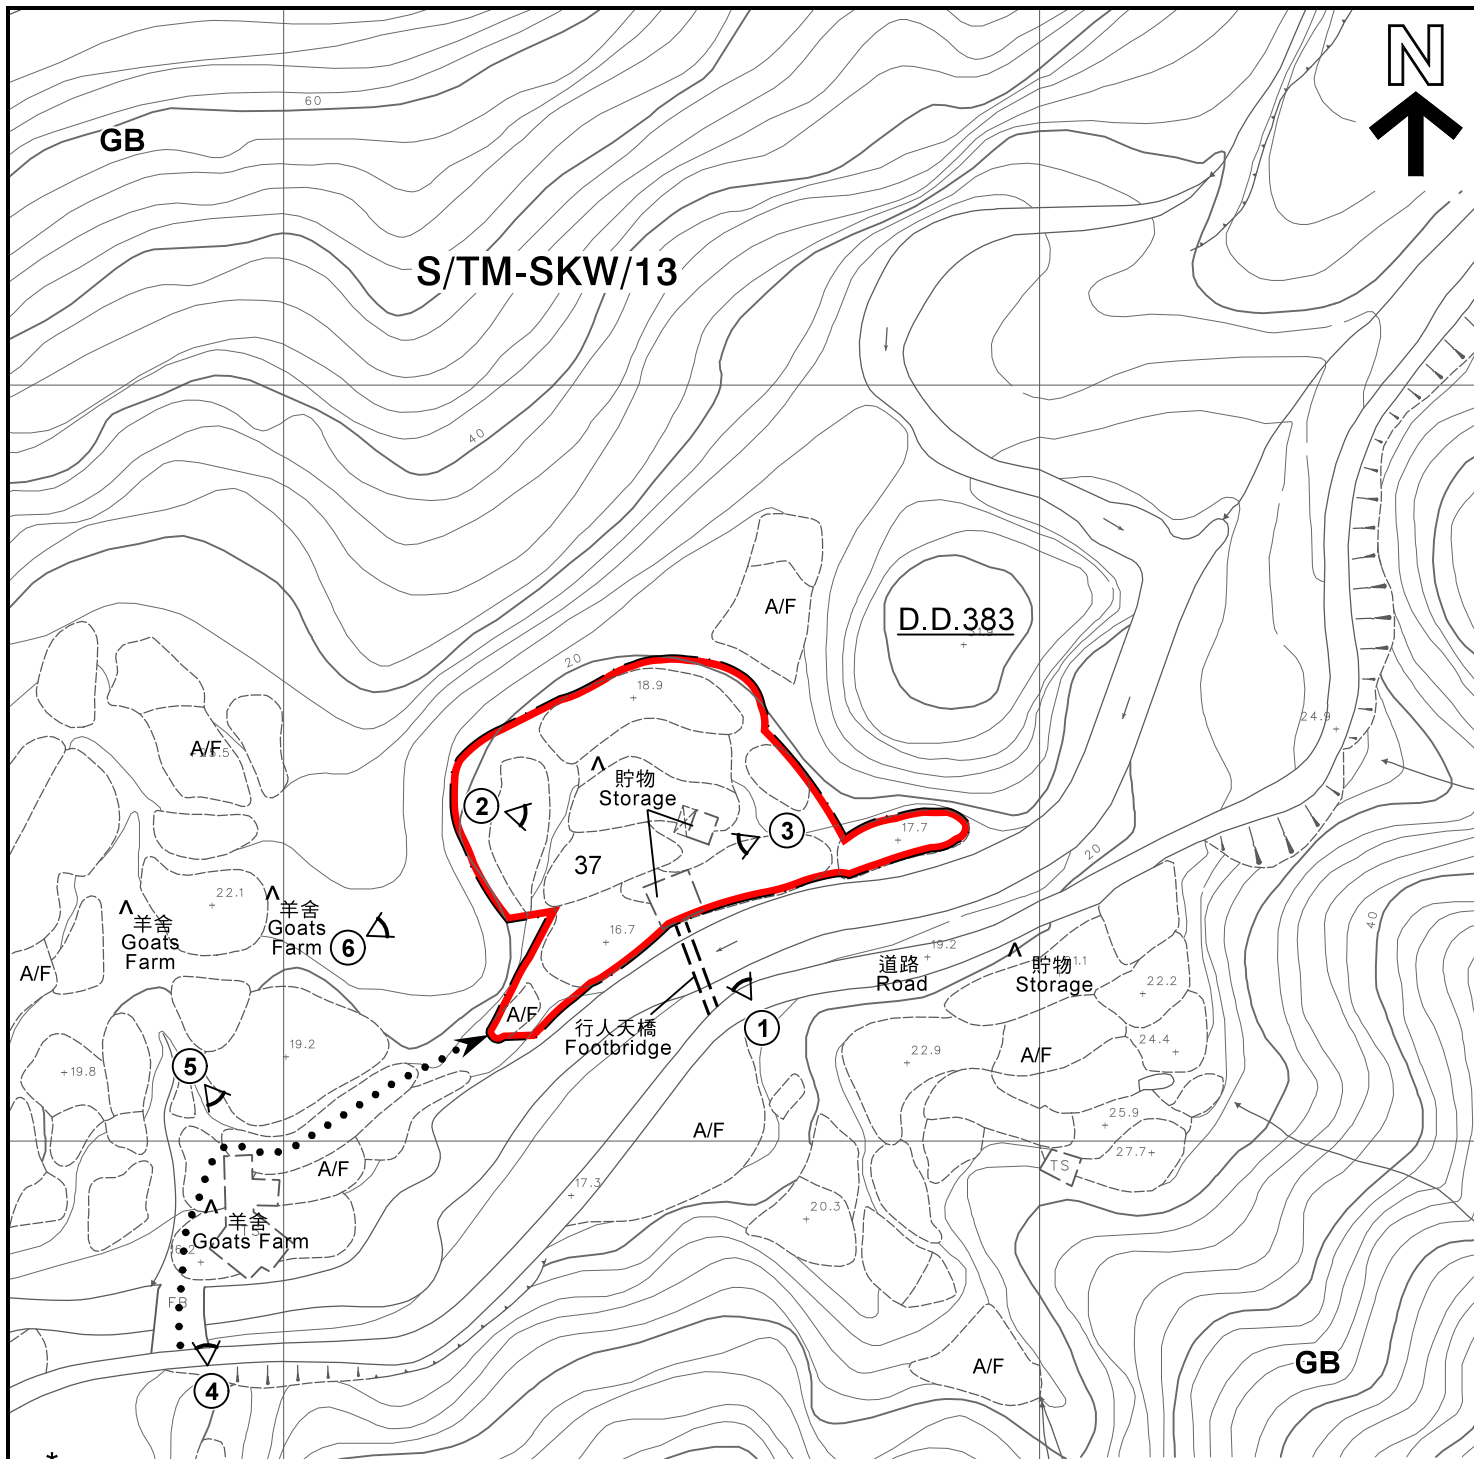 N
60
GB
S/TM-SKW/13
40
A/F
D.D.383
20
18.9
24.9
A/F
貯物
Storage
2
3
17.7
37
20
22.1
羊舍
Goats
Farm
羊舍
Goats
Farm
6
16.7
19.2
道路
Road
貯物
Storage
40
A/F
22.2
A/F
行人天橋
Footbridge
1
19.2
5
19.8
22.9
A/F
24.4
25.9
A/F
27.7
A/F
TS
17.3
20.3
羊舍
Goats Farm
FB
4
A/F
GB
*